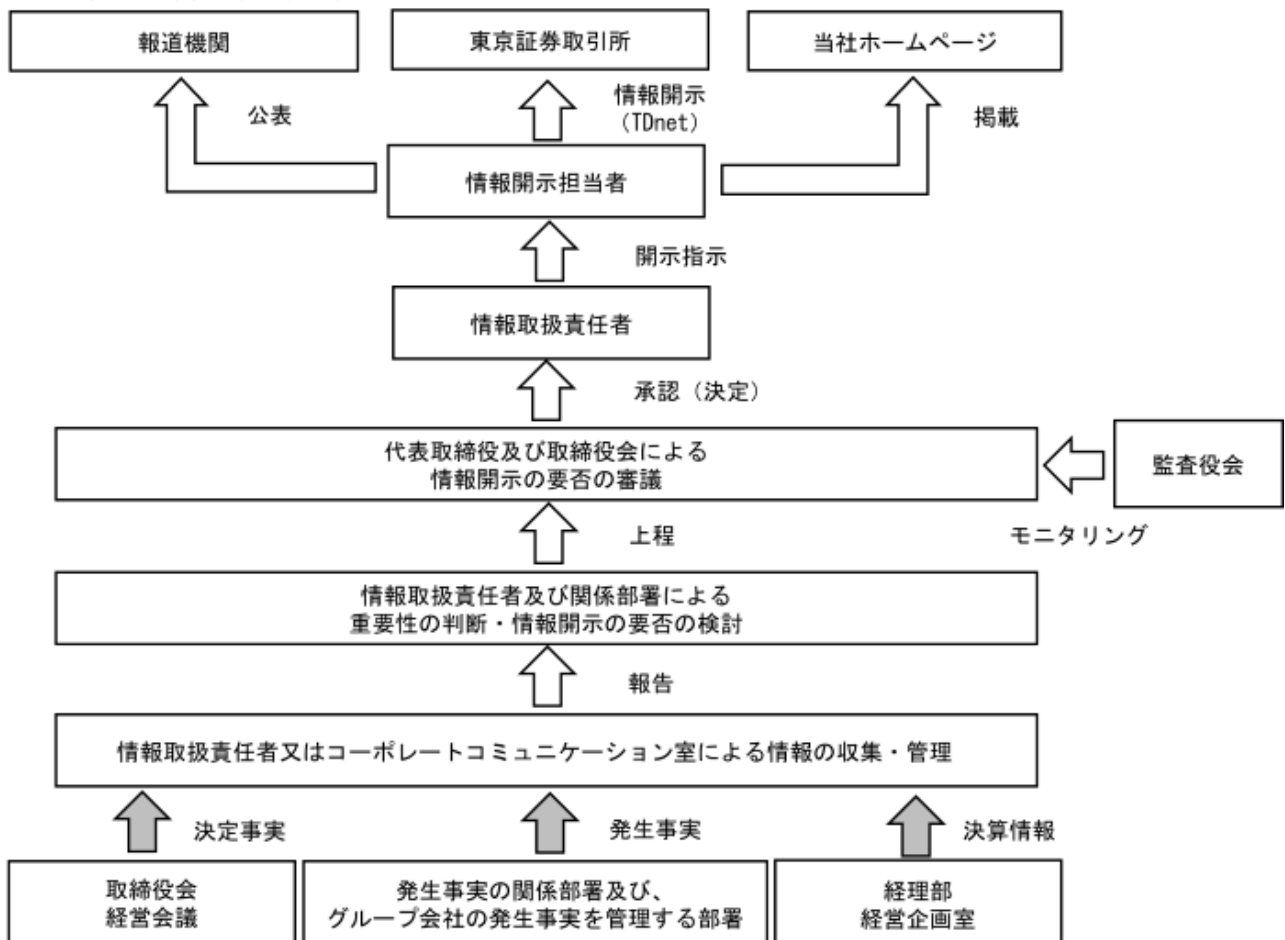 報道機関
東京証券取引所
当社ホームページ
公表
情報開示
(TDnet)
掲載
情報開示担当者
開示指示
情報取扱責任者
承認（決定）
代表取締役及び取締役会による
情報開示の要否の審議
監査役会
上程
モニタリング
情報取扱責任者及び関係部署による
重要性の判断・情報開示の要否の検討
報告
情報取扱責任者又はコーポレートコミュニケーション室による情報の収集・管理
決定事実
発生事実
決算情報
取締役会
経営会議
発生事実の関係部署及び、
グループ会社の発生事実を管理する部署
経理部
経営企画室